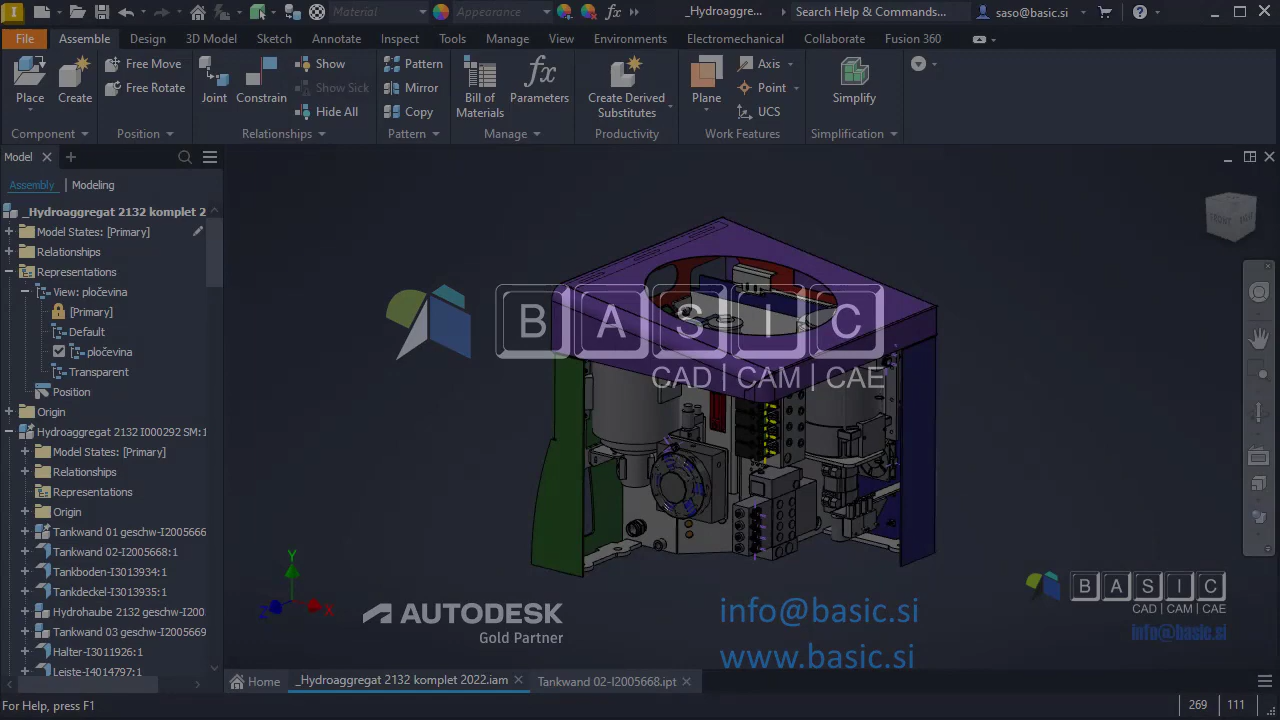 Material
Appearance
fx
_Hydroaggre...
Search Help & Commands...
saso@basic.si
File
Assemble
Design
3D Model
Sketch
Annotate
Inspect
Tools
Manage
View
Environments
Electromechanical
Collaborate
Fusion 360
Place
Create
Free Move
Free Rotate
Joint
Constrain
Show
Show Sick
Hide All
Pattern
Mirror
Copy
Bill of
Materials
fx
Parameters
Create Derived
Substitutes
Plane
Axis
Point
UCS
Simplify
Component
Position
Relationships
Pattern
Manage
Productivity
Work Features
Simplification
Model
Assembly
Modeling
_Hydroaggregat 2132 komplet 2
Model States: [Primary]
Relationships
Representations
View: pločevina
[Primary]
Default
pločevina
Transparent
Position
Origin
Hydroaggregat 2132 I000292 SM:1
Model States: [Primary]
Relationships
Representations
Origin
Tankwand 01 geschw-I2005666
Tankwand 02-I2005668:1
Tankboden-I3013934:1
Tankdeckel-I3013935:1
Hydrohaube 2132 geschw-I200
Tankwand 03 geschw-I2005669
Halter-I3011926:1
Leiste-I4014797:1
FRONT
RIGHT
BASIC
CAD | CAM | CAE
Y
Z
X
AUTODESK
Gold Partner
info@basic.si
www.basic.si
BASIC
CAD | CAM | CAE
info@basic.si
Home
_Hydroaggregat 2132 komplet 2022.iam
Tankwand 02-I2005668.ipt
For Help, press F1
269
111